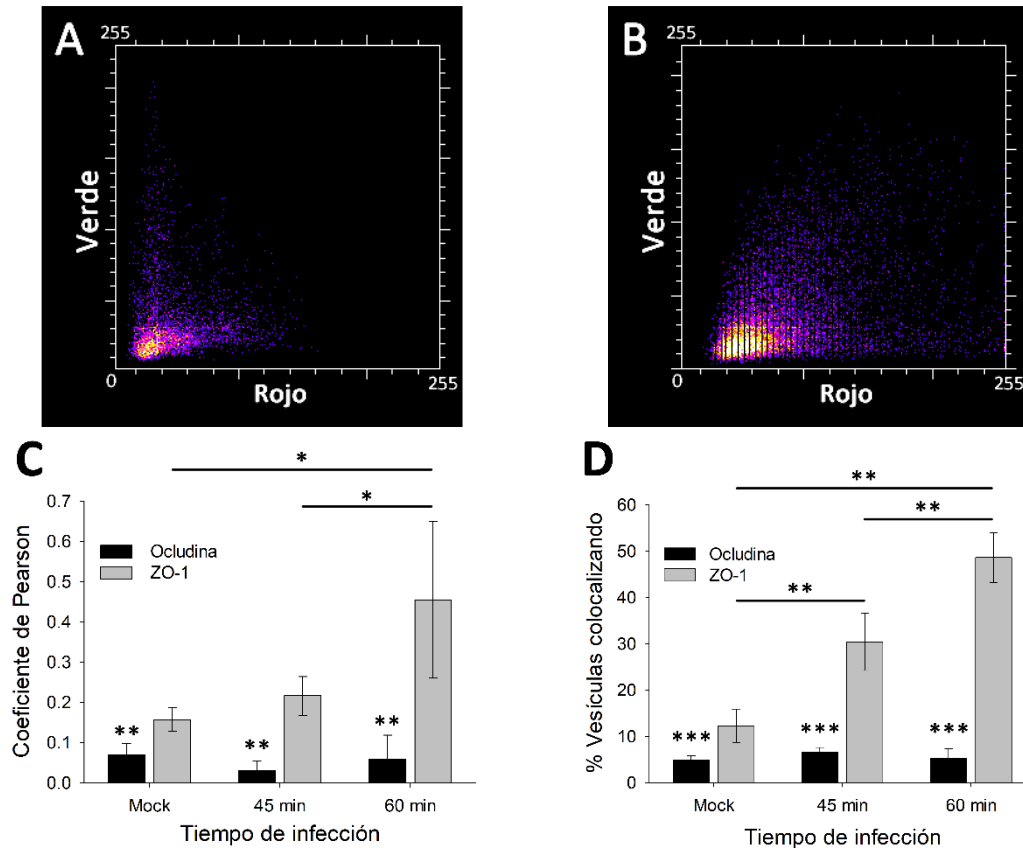 A
255
Verde
0
Rojo
255
B
255
Verde
0
Rojo
255
C
Coeficiente de Pearson
0.7
0.6
0.5
0.4
0.3
0.2
0.1
0.0
Ocludina
ZO-1
*
*
**
**
**
Mock
45 min
60 min
Tiempo de infección
D
% Vesículas colocalizando
60
50
40
30
20
10
0
Ocludina
ZO-1
**
**
**
***
***
***
Mock
45 min
60 min
Tiempo de infección